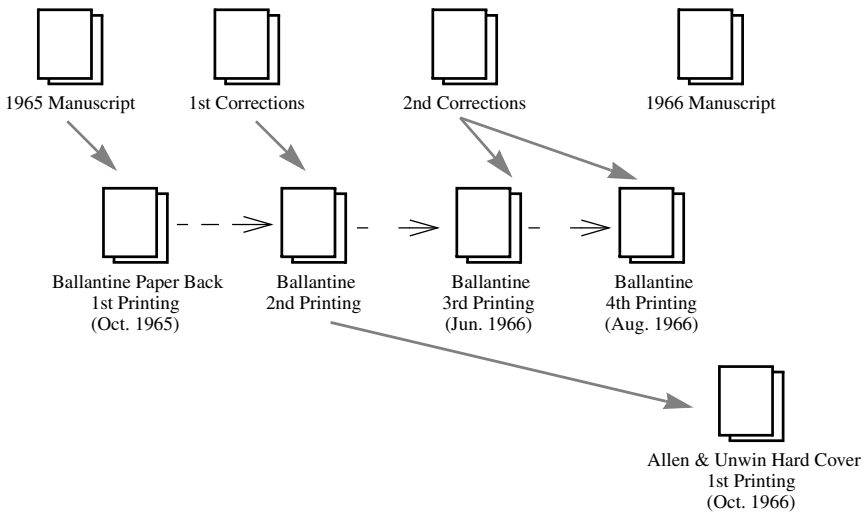 1965 Manuscript
1st Corrections
2nd Corrections
1966 Manuscript
Ballantine Paper Back
1st Printing
(Oct. 1965)
Ballantine
2nd Printing
Ballantine
3rd Printing
(Jun. 1966)
Ballantine
4th Printing
(Aug. 1966)
Allen & Unwin Hard Cover
1st Printing
(Oct. 1966)